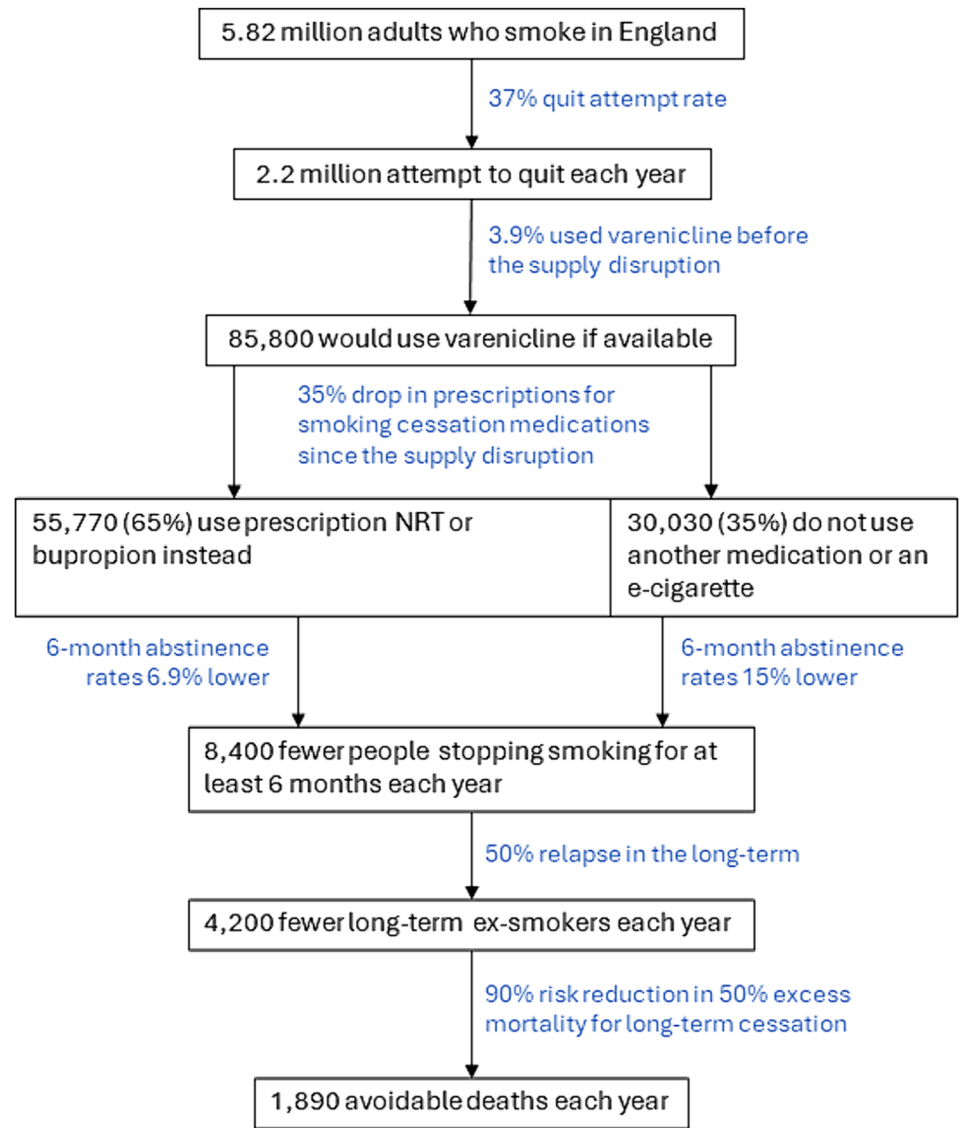 5.82 million adults who smoke in England
37% quit attempt rate
2.2 million attempt to quit each year
3.9% used varenicline before
the supply disruption
85,800 would use varenicline if available
35% drop in prescriptions for
smoking cessation medications
since the supply disruption
55,770 (65%) use prescription NRT or
bupropion instead
30,030 (35%) do not use
another medication or an
e-cigarette
6-month abstinence
rates 6.9% lower
6-month abstinence
rates 15% lower
8,400 fewer people stopping smoking for at
least 6 months each year
50% relapse in the long-term
4,200 fewer long-term ex-smokers each year
90% risk reduction in 50% excess
mortality for long-term cessation
1,890 avoidable deaths each year